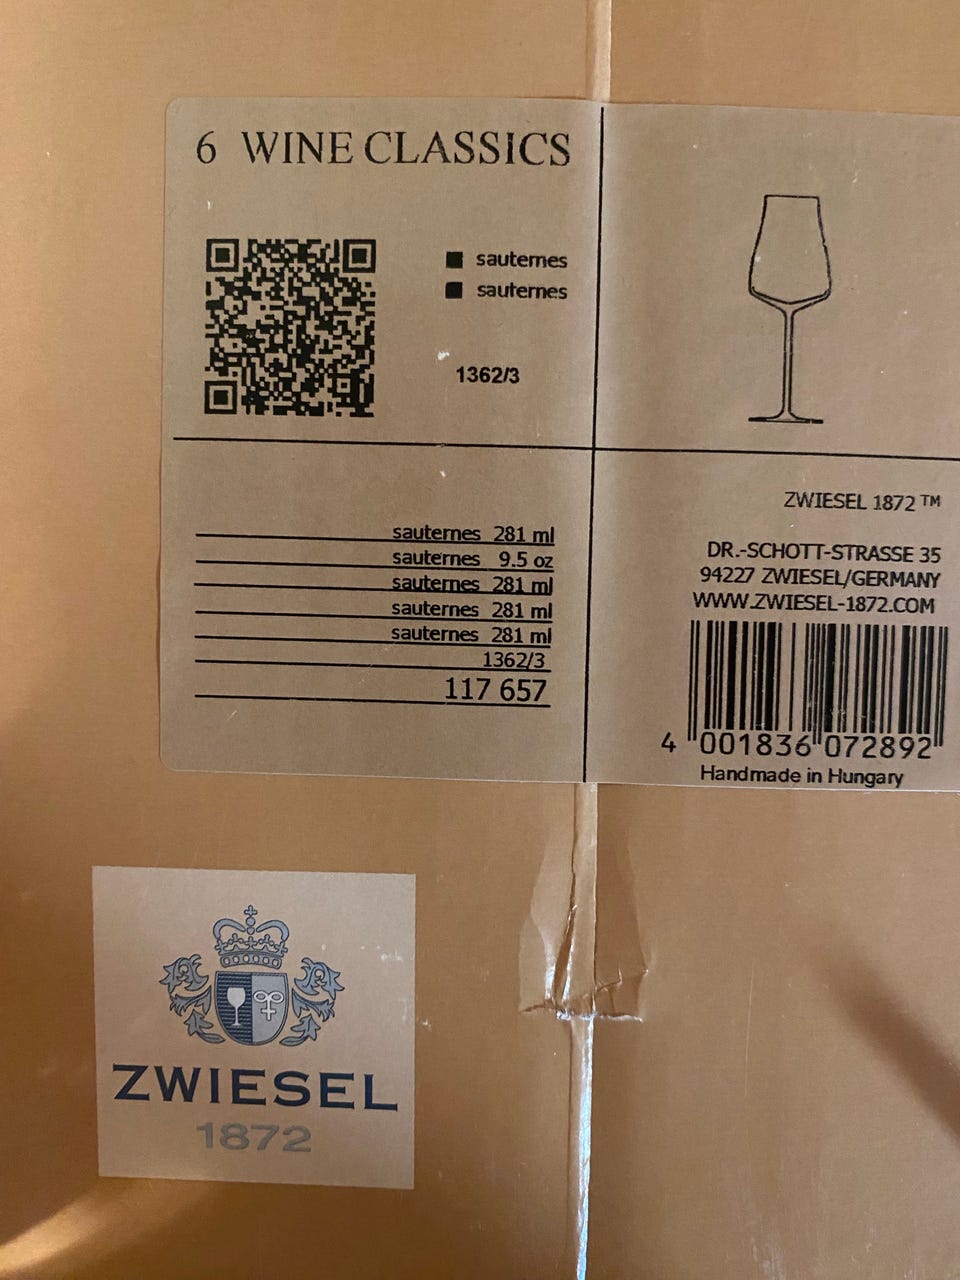 6 WINE CLASSICS
sauternes
sauternes
1362/3
sauternes 281 ml
sauternes 9.5 oz
sauternes 281 ml
sauternes 281 ml
sauternes 281 ml
1362/3
117 657
ZWIESEL 1872 ™
DR.-SCHOTT-STRASSE 35
94227 ZWIESEL/GERMANY
WWW.ZWIESEL-1872.COM
4 001836 072892
Handmade in Hungary
ZWIESEL
1872